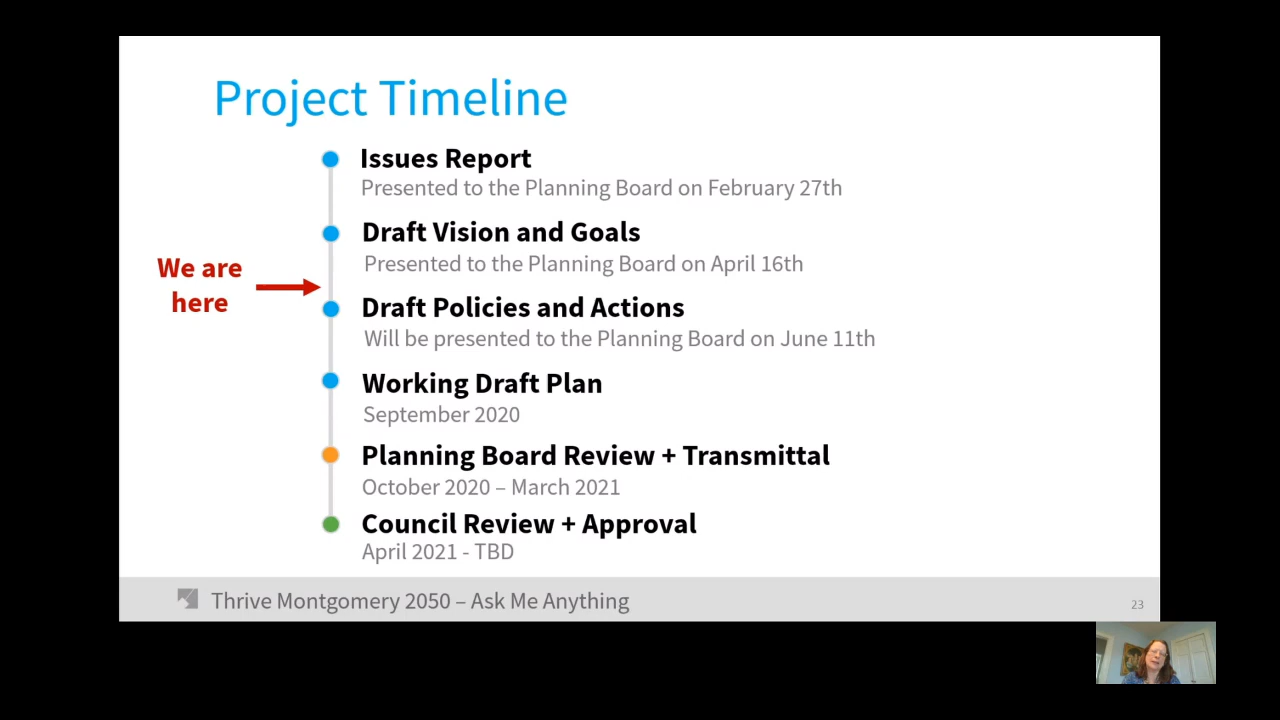 Project Timeline
Issues Report
Presented to the Planning Board on February 27th
Draft Vision and Goals
Presented to the Planning Board on April 16th
We are
here
Draft Policies and Actions
Will be presented to the Planning Board on June 11th
Working Draft Plan
September 2020
Planning Board Review + Transmittal
October 2020 – March 2021
Council Review + Approval
April 2021 - TBD
Thrive Montgomery 2050 – Ask Me Anything
23